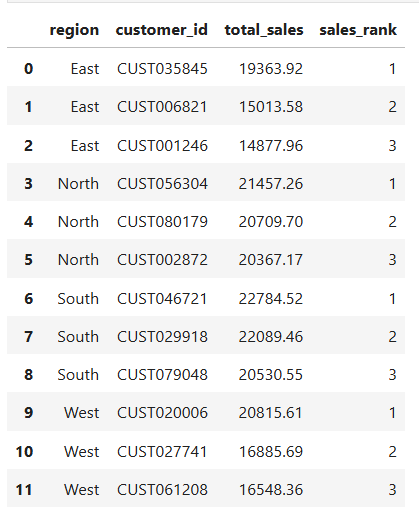 region customer_id total_sales sales_rank
0 East CUST035845 19363.92 1
1 East CUST006821 15013.58 2
2 East CUST001246 14877.96 3
3 North CUST056304 21457.26 1
4 North CUST080179 20709.70 2
5 North CUST002872 20367.17 3
6 South CUST046721 22784.52 1
7 South CUST029918 22089.46 2
8 South CUST079048 20530.55 3
9 West CUST020006 20815.61 1
10 West CUST027741 16885.69 2
11 West CUST061208 16548.36 3